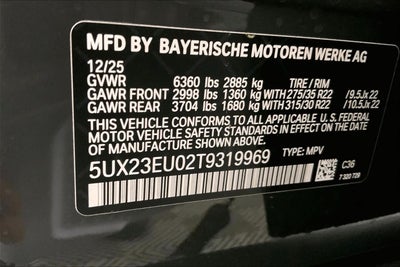 MFD BY BAYERISCHE MOTOREN WERKE AG
12/25
GVWR 6360 lbs 2885 kg TIRE / RIM
GAWR FRONT 2998 lbs 1360 kg WITH 275/35 R22 / 9.5Jx22
GAWR REAR 3704 lbs 1680 kg WITH 315/30 R22 / 10.5Jx22
THIS VEHICLE CONFORMS TO ALL APPLICABLE U.S. FEDERAL
MOTOR VEHICLE SAFETY STANDARDS IN EFFECT ON
THE DATE OF MANUFACTURE SHOWN ABOVE.
5UX23EU02T9319969 TYPE: MPV
C36
7 320 729